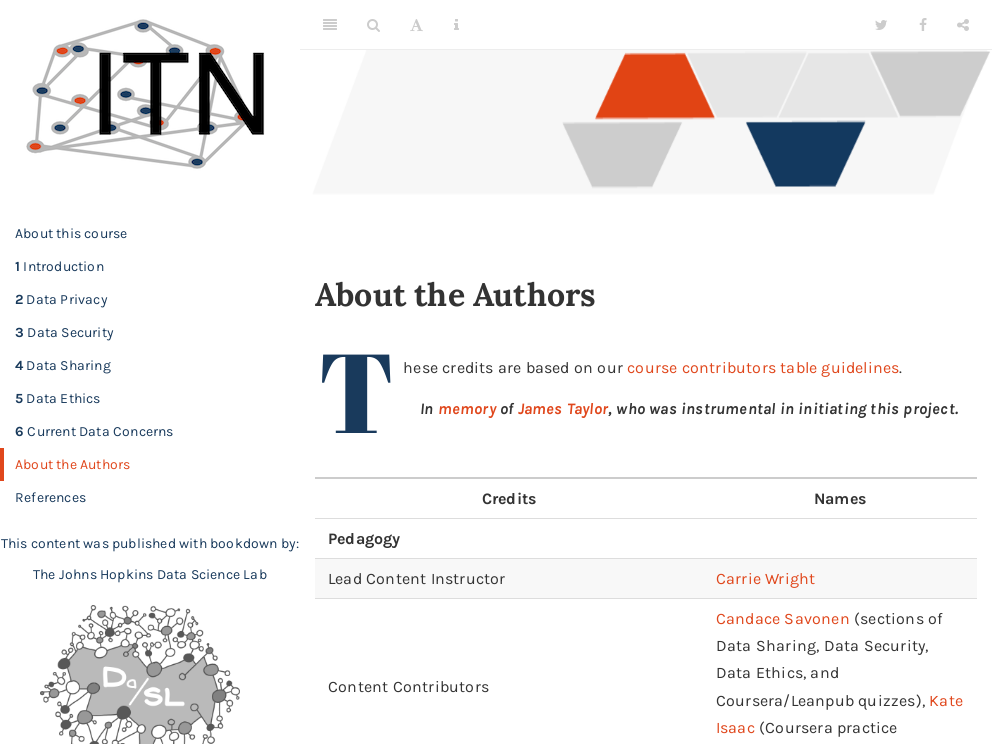 ITN
About this course
1 Introduction
2 Data Privacy
3 Data Security
4 Data Sharing
5 Data Ethics
6 Current Data Concerns
About the Authors
References
This content was published with bookdown by:
The Johns Hopkins Data Science Lab
Da/SL
A
i
About the Authors
These credits are based on our course contributors table guidelines.
In memory of James Taylor, who was instrumental in initiating this project.
Credits Names
Pedagogy
Lead Content Instructor Carrie Wright
Content Contributors
Candace Savonen (sections of
Data Sharing, Data Security,
Data Ethics, and
Coursera/Leanpub quizzes), Kate
Isaac (Coursera practice